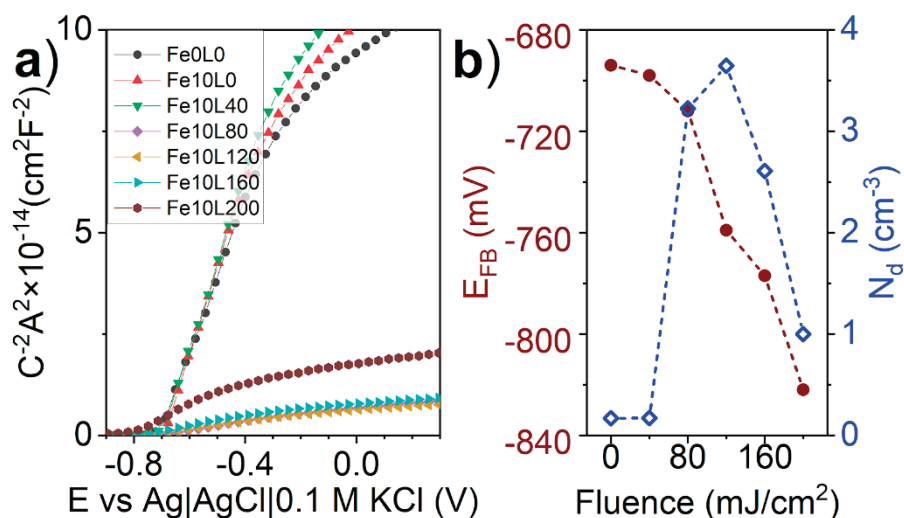 a)
10
5
0
C⁻²A²×10⁻¹⁴(cm²F⁻²)
Fe0L0
Fe10L0
Fe10L40
Fe10L80
Fe10L120
Fe10L160
Fe10L200
-0.8
-0.4
0.0
E vs Ag|AgCl||0.1 M KCl (V)
b)
-680
-720
-760
-800
-840
E_FB (mV)
4
3
2
1
0
N_d (cm⁻³)
0
80
160
Fluence (mJ/cm²)